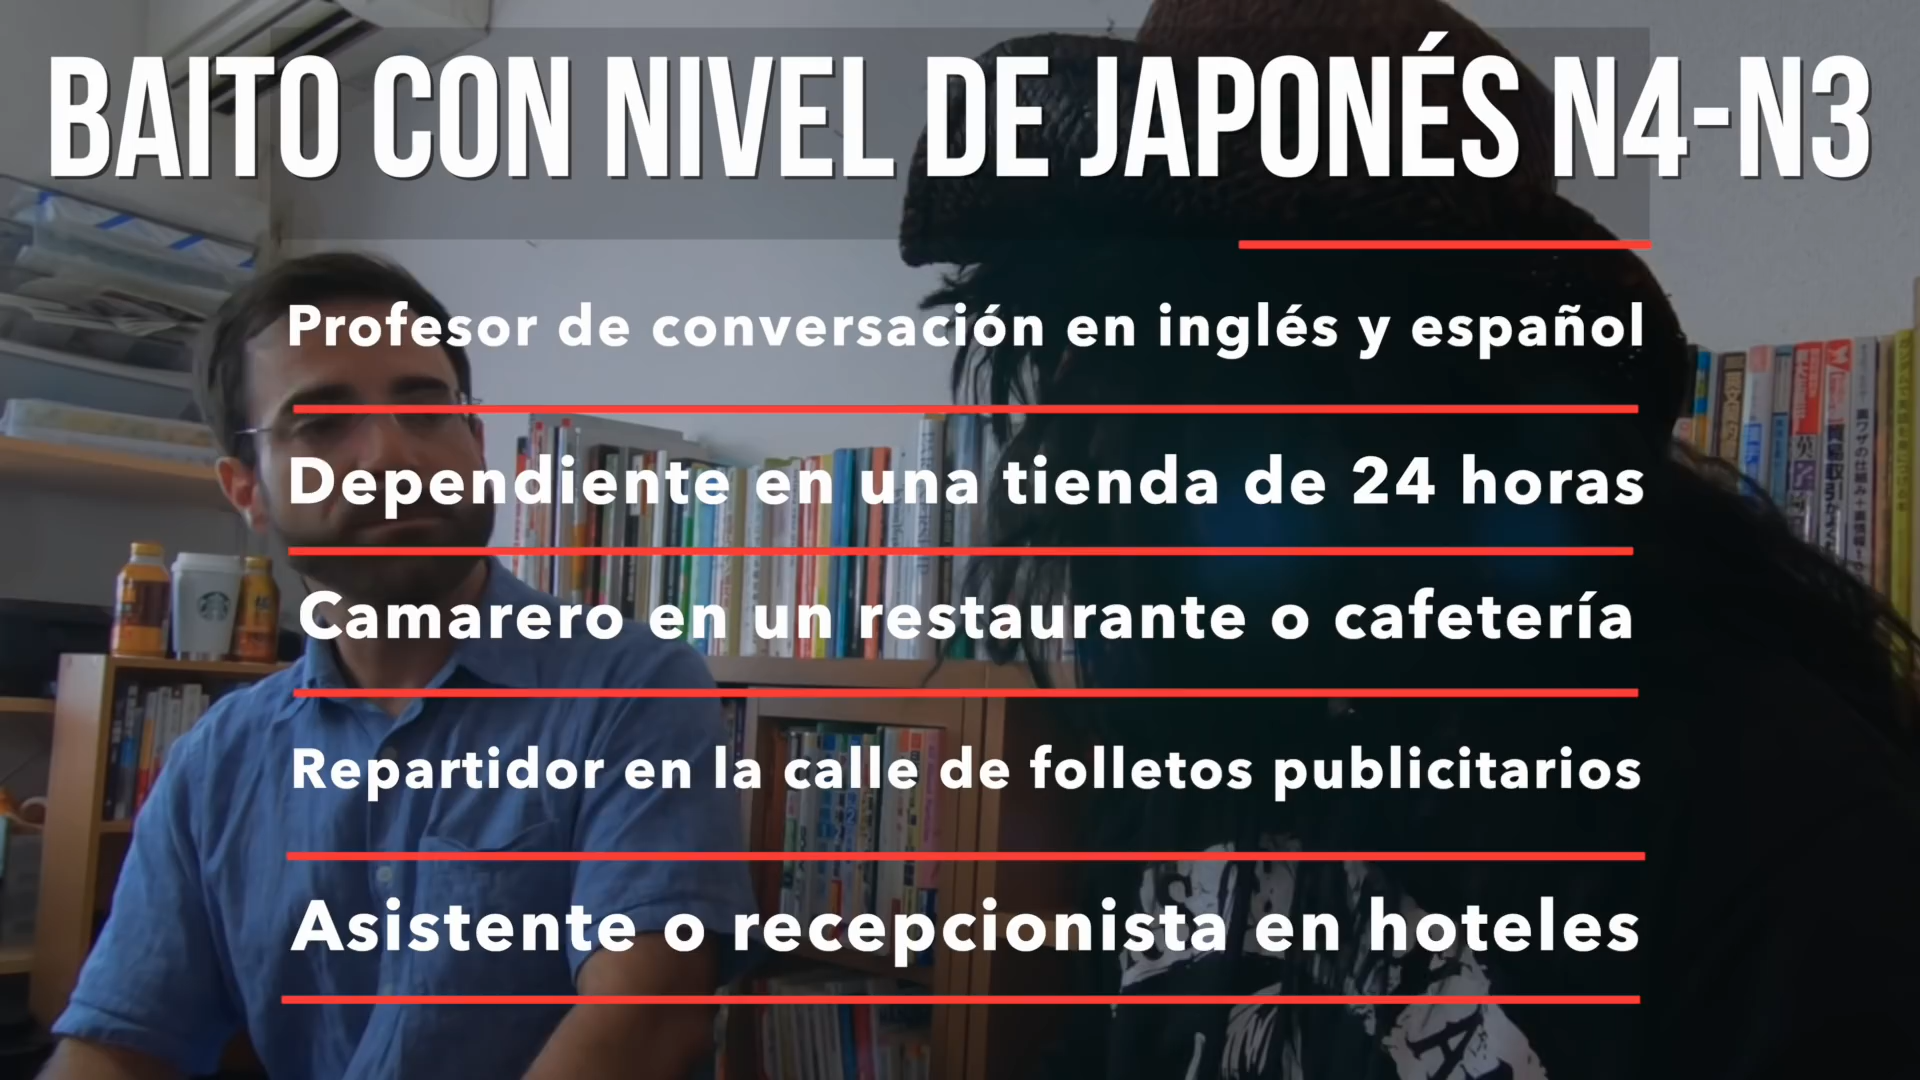 BAITO CON NIVEL DE JAPONÉS N4-N3
Profesor de conversación en inglés y español
Dependiente en una tienda de 24 horas
Camarero en un restaurante o cafetería
Repartidor en la calle de folletos publicitarios
Asistente o recepcionista en hoteles